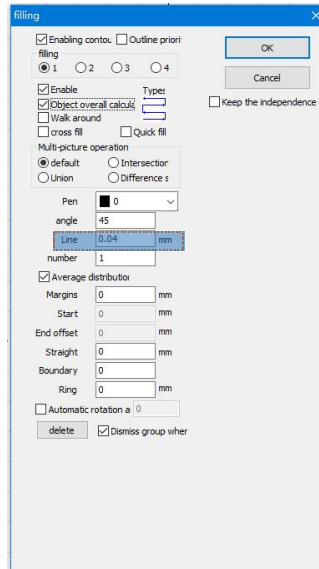 filling
Enabling contou Outline priorit
OK
filling
1 2 3 4
Cancel
Enable Types
Object overall calcula
Keep the independence
Walk around
cross fill Quick fill
Multi-picture operation
default Intersection
Union Difference s
Pen 0
angle 45
Line 0.04 mm
number 1
Average distribution
Margins 0 mm
Start 0 mm
End offset 0 mm
Straight 0 mm
Boundary 0
Ring 0 mm
Automatic rotation a 0
delete Dismiss group wher